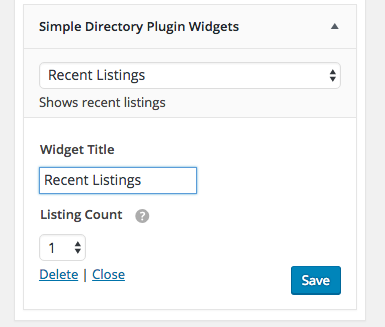 Simple Directory Plugin Widgets
Recent Listings
Shows recent listings
Widget Title
Recent Listings
Listing Count ?
1
Delete | Close
Save